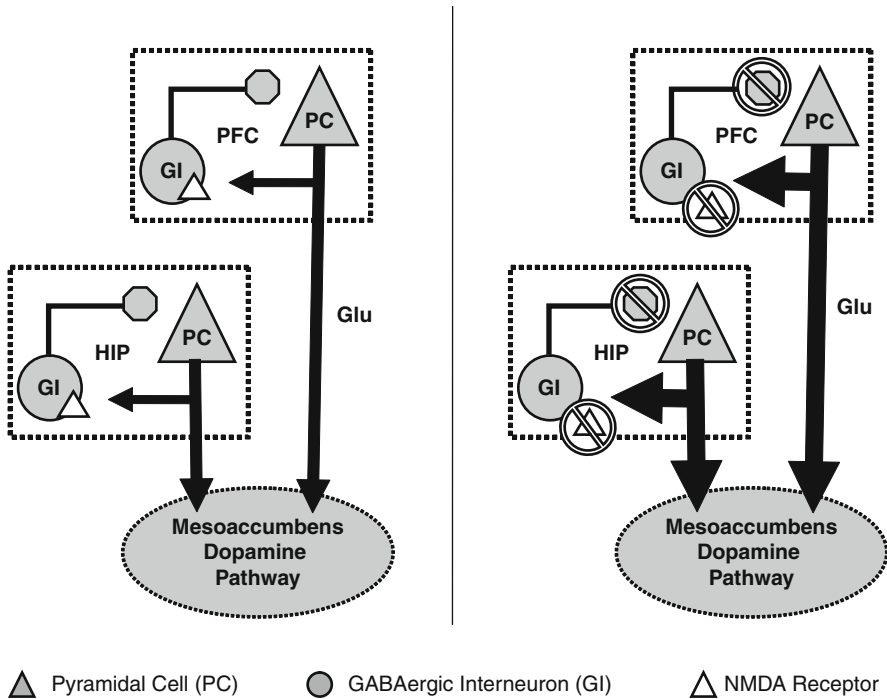 PFC
PC
GI
Glu
HIP
PC
GI
Mesoaccumbens
Dopamine
Pathway
PFC
PC
GI
Glu
HIP
PC
GI
Mesoaccumbens
Dopamine
Pathway
Pyramidal Cell (PC)
GABAergic Interneuron (GI)
NMDA Receptor